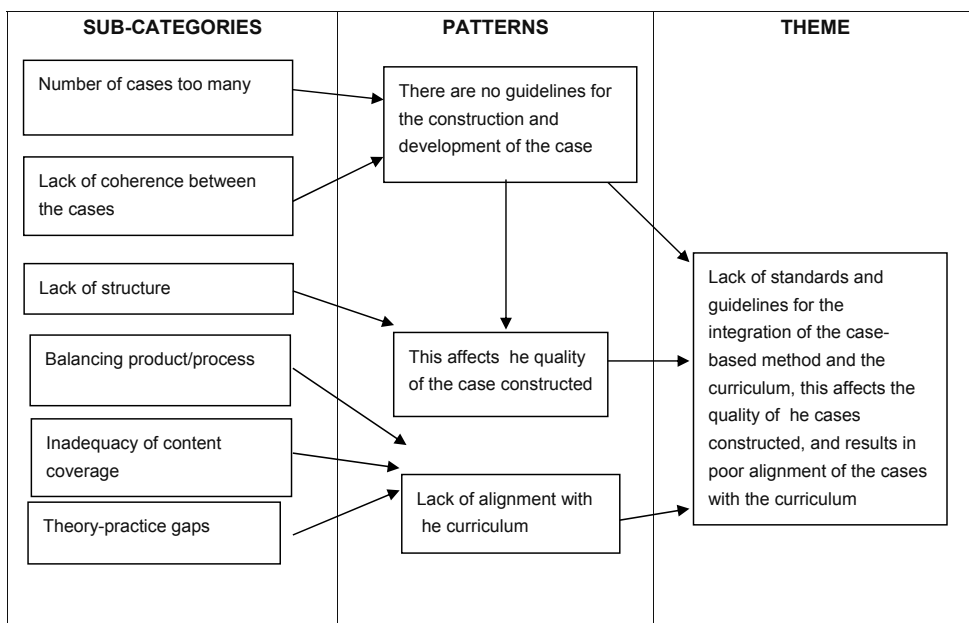 SUB-CATEGORIES
PATTERNS
THEME
Number of cases too many
Lack of coherence between
the cases
Lack of structure
Balancing product/process
Inadequacy of content
coverage
Theory-practice gaps
There are no guidelines for
the construction and
development of the case
This affects  he quality
of the case constructed
Lack of alignment with
he curriculum
Lack of standards and
guidelines for the
integration of the case-
based method and the
curriculum, this affects the
quality of  he cases
constructed, and results in
poor alignment of the cases
with the curriculum